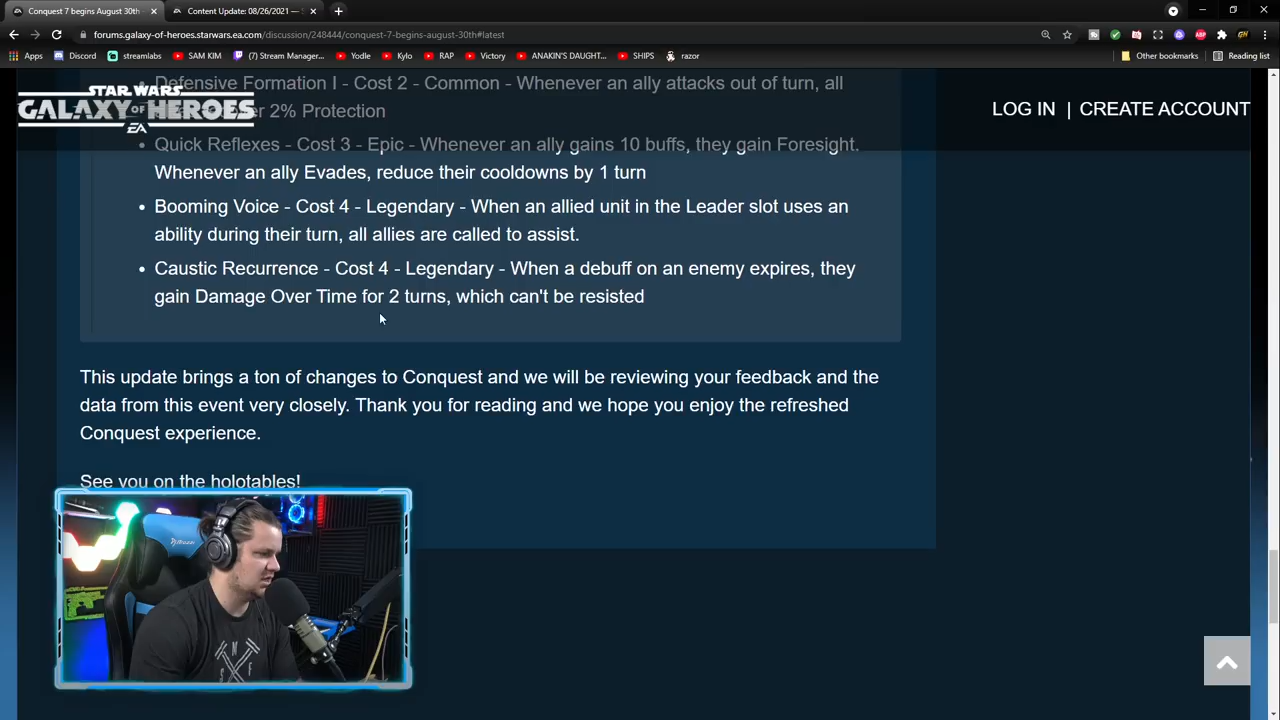 Conquest 7 begins August 30th
Content Update: 08/26/2021 —
forums.galaxy-of-heroes.starwars.ea.com/discussion/248444/conquest-7-begins-august-30th#latest
Apps Discord streamlabs SAM KIM (7) Stream Manager... Yodle Kylo RAP Victory ANAKIN'S DAUGHT... SHIPS razor Other bookmarks Reading list
STAR WARS
GALAXY OF HEROES
EA
LOG IN | CREATE ACCOUNT
Defensive Formation I - Cost 2 - Common - Whenever an ally attacks out of turn, all
2% Protection
• Quick Reflexes - Cost 3 - Epic - Whenever an ally gains 10 buffs, they gain Foresight.
Whenever an ally Evades, reduce their cooldowns by 1 turn
• Booming Voice - Cost 4 - Legendary - When an allied unit in the Leader slot uses an
ability during their turn, all allies are called to assist.
• Caustic Recurrence - Cost 4 - Legendary - When a debuff on an enemy expires, they
gain Damage Over Time for 2 turns, which can't be resisted
This update brings a ton of changes to Conquest and we will be reviewing your feedback and the
data from this event very closely. Thank you for reading and we hope you enjoy the refreshed
Conquest experience.
See you on the holotables!